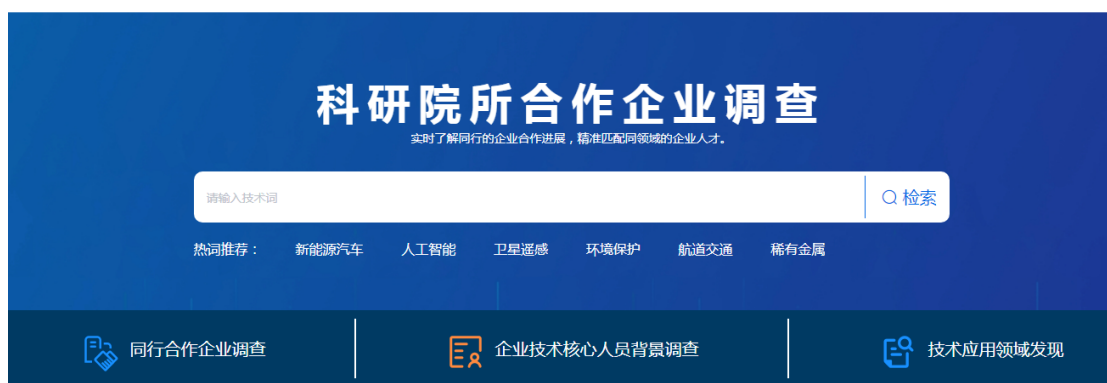 科研院所合作企业调查
实时了解同行的企业合作进展，精准匹配同领域的企业人才。
请输入技术词 检索
热词推荐： 新能源汽车 人工智能 卫星遥感 环境保护 航道交通 稀有金属
同行合作企业调查 企业技术核心人员背景调查 技术应用领域发现